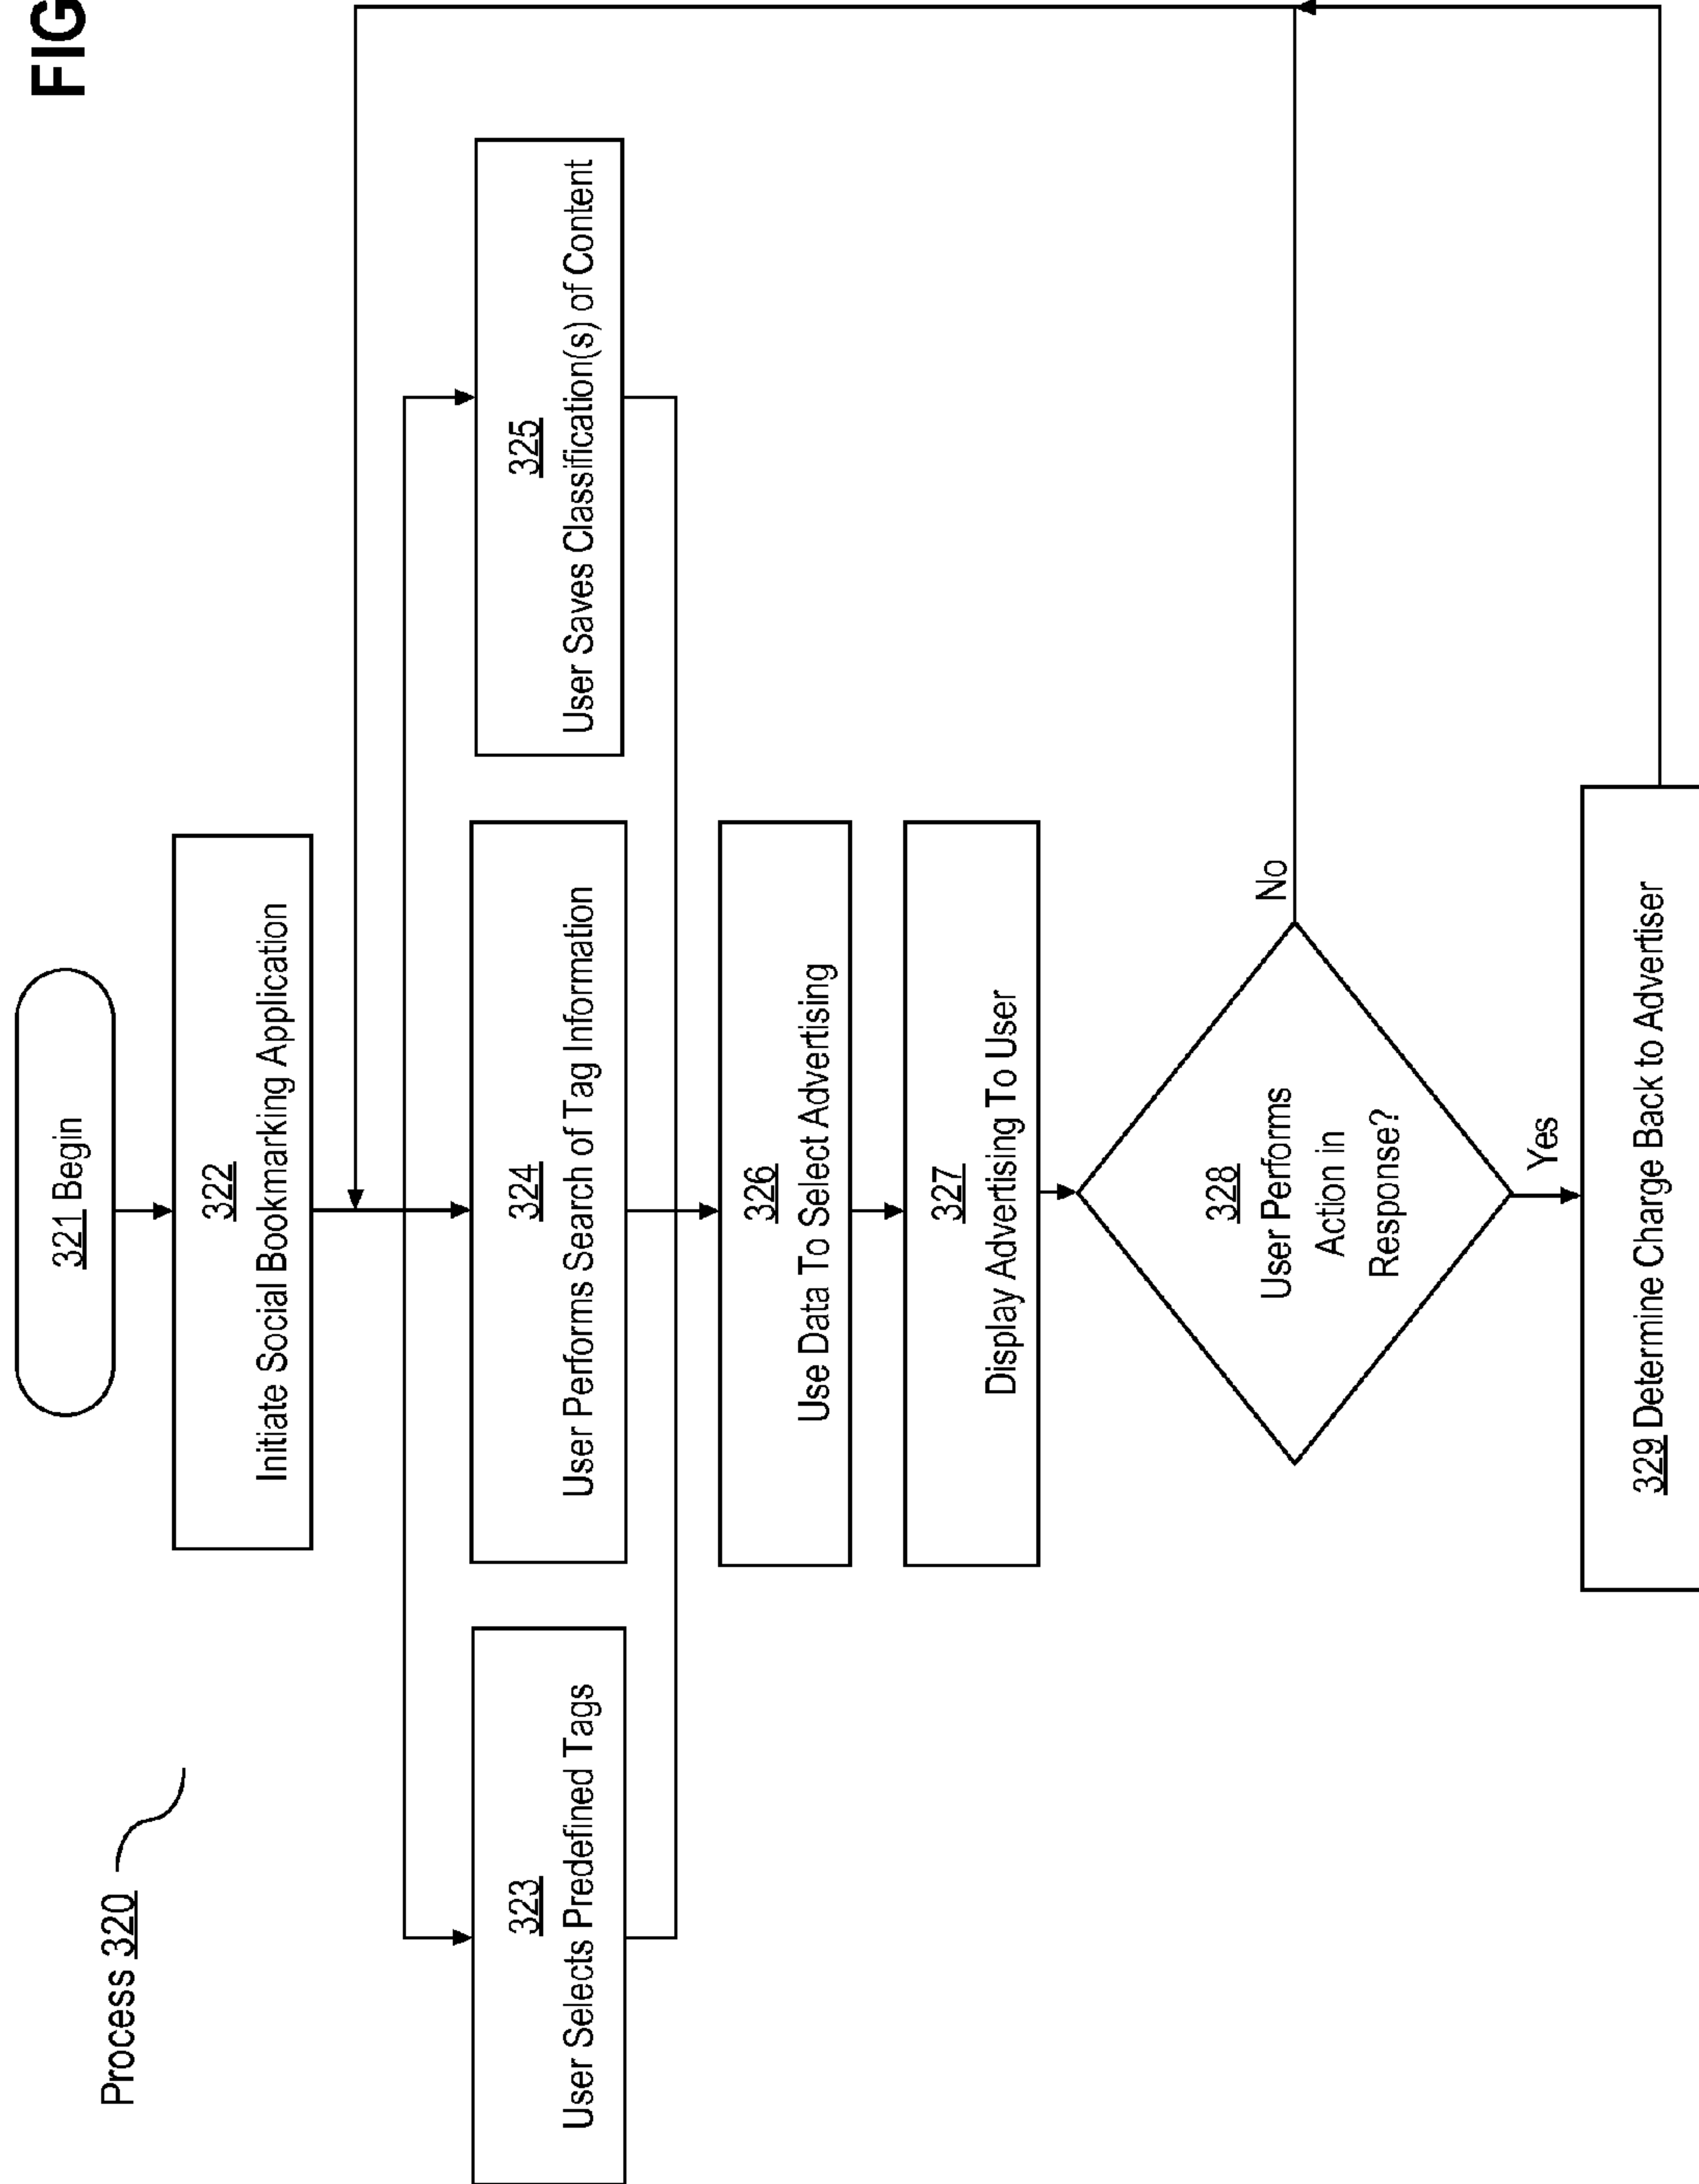 FIG
Process 320
321 Begin
322
Initiate Social Bookmarking Application
323
User Selects Predefined Tags
324
User Performs Search of Tag Information
325
User Saves Classification(s) of Content
326
Use Data To Select Advertising
327
Display Advertising To User
328
User Performs
Action in
Response?
No
Yes
329 Determine Charge Back to Advertiser